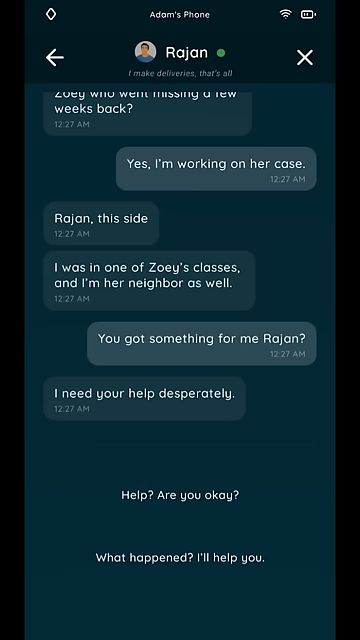 Adam's Phone
Rajan
I make deliveries, that's all
Zoey who went missing a few
weeks back?
12:27 AM
Yes, I'm working on her case.
12:27 AM
Rajan, this side
12:27 AM
I was in one of Zoey's classes,
and I'm her neighbor as well.
12:27 AM
You got something for me Rajan?
12:27 AM
I need your help desperately.
12:27 AM
Help? Are you okay?
What happened? I'll help you.